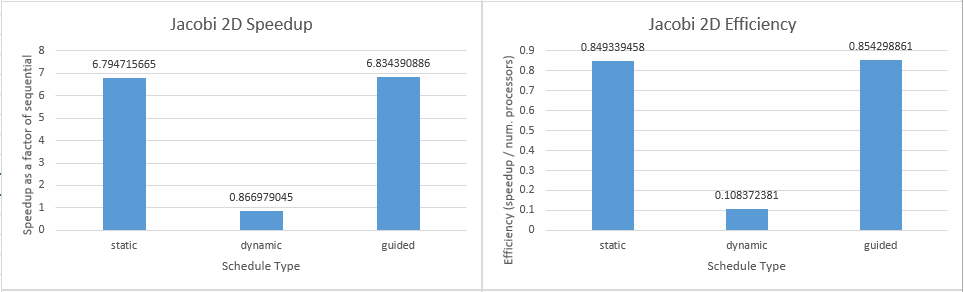 Jacobi 2D Speedup
Speedup as a factor of sequential
8
7
6
5
4
3
2
1
0
6.794715665
0.866979045
6.834390886
static
dynamic
guided
Schedule Type
Jacobi 2D Efficiency
Efficiency (speedup / num. processors)
0.9
0.8
0.7
0.6
0.5
0.4
0.3
0.2
0.1
0
0.849339458
0.108372381
0.854298861
static
dynamic
guided
Schedule Type